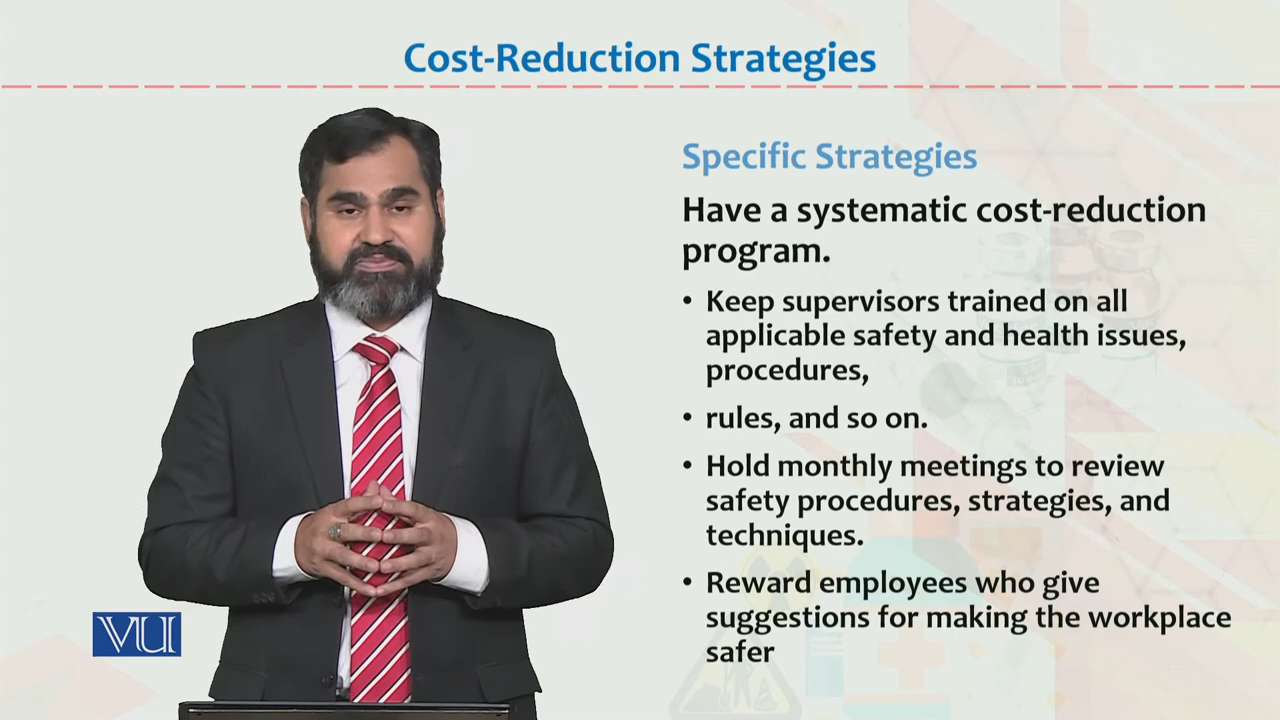 Cost-Reduction Strategies
Specific Strategies
Have a systematic cost-reduction
program.
• Keep supervisors trained on all
applicable safety and health issues,
procedures,
• rules, and so on.
• Hold monthly meetings to review
safety procedures, strategies, and
techniques.
• Reward employees who give
suggestions for making the workplace
safer
VU